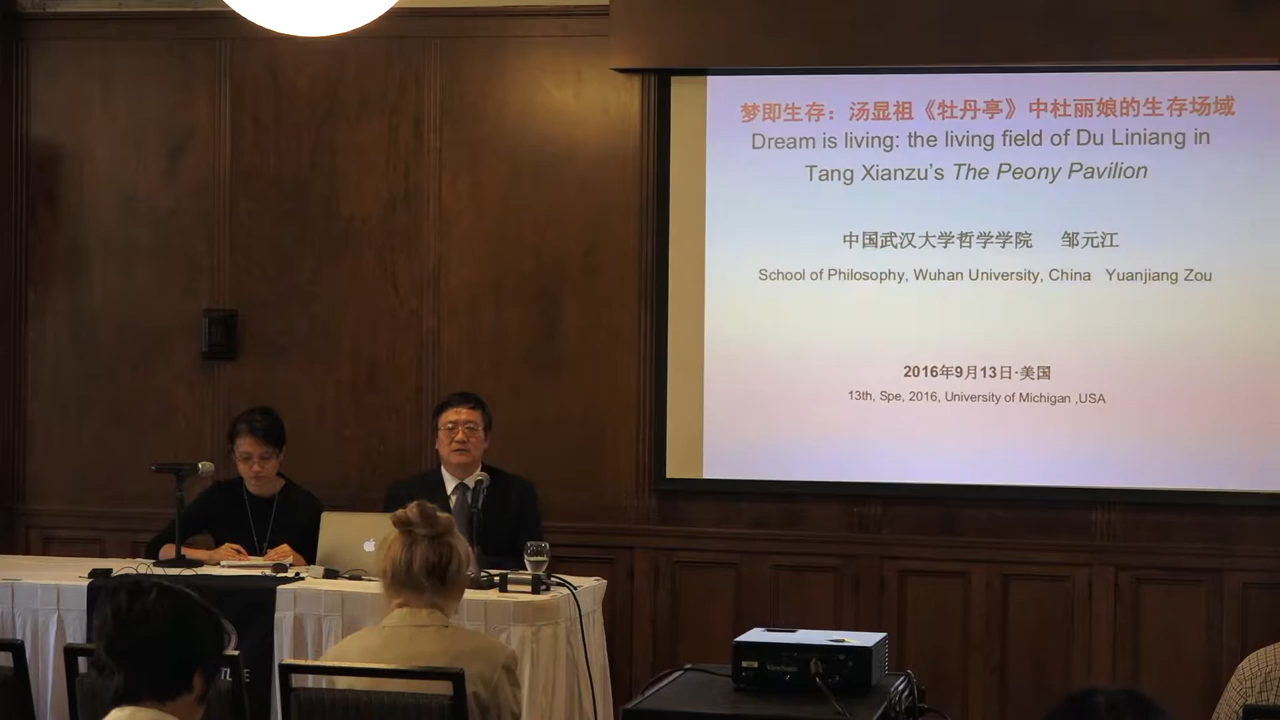 梦即生存：汤显祖《牡丹亭》中杜丽娘的生存场域
Dream is living: the living field of Du Liniang in
Tang Xianzu's The Peony Pavilion
中国武汉大学哲学学院 邹元江
School of Philosophy, Wuhan University, China Yuanjiang Zou
2016年9月13日·美国
13th, Spe, 2016, University of Michigan ,USA
ViewSonic